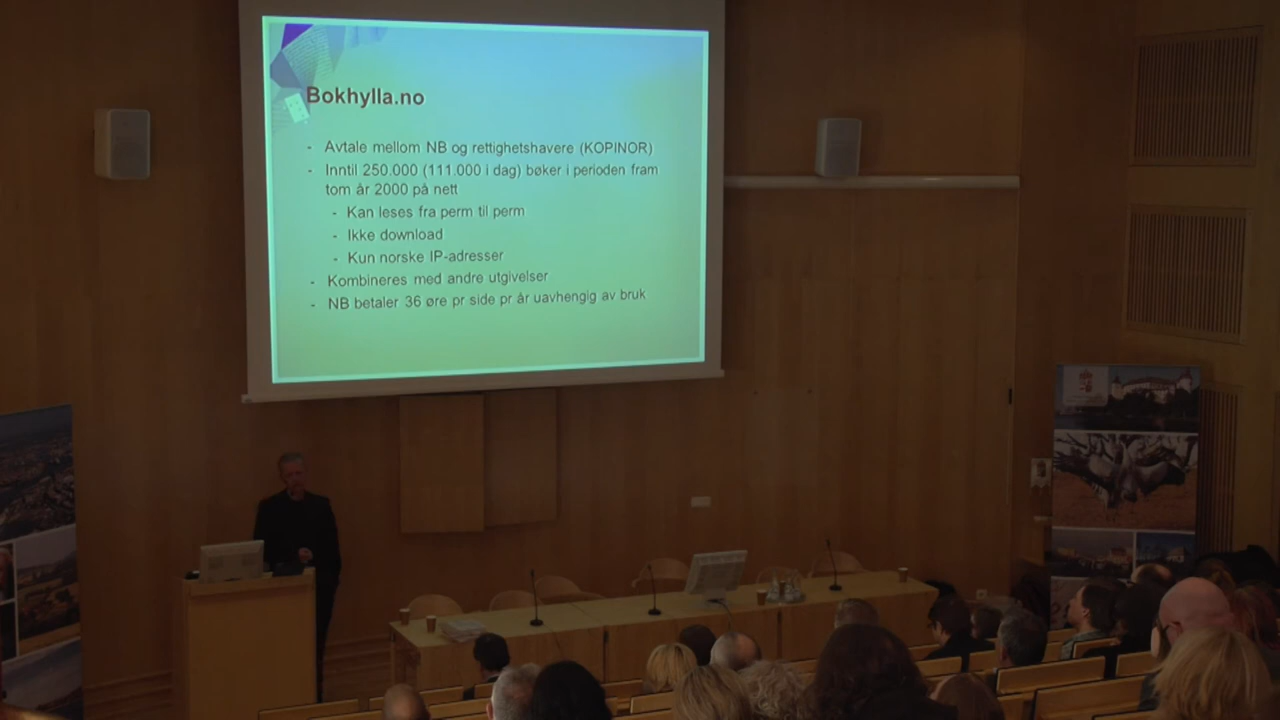 Bokhylla.no
- Avtale mellom NB og rettighetshavere (KOPINOR)
- Inntil 250.000 (111.000 i dag) bøker i perioden fram
tom år 2000 på nett
- Kan leses fra perm til perm
- Ikke download
- Kun norske IP-adresser
- Kombineres med andre utgivelser
- NB betaler 36 øre pr side pr år uavhengig av bruk